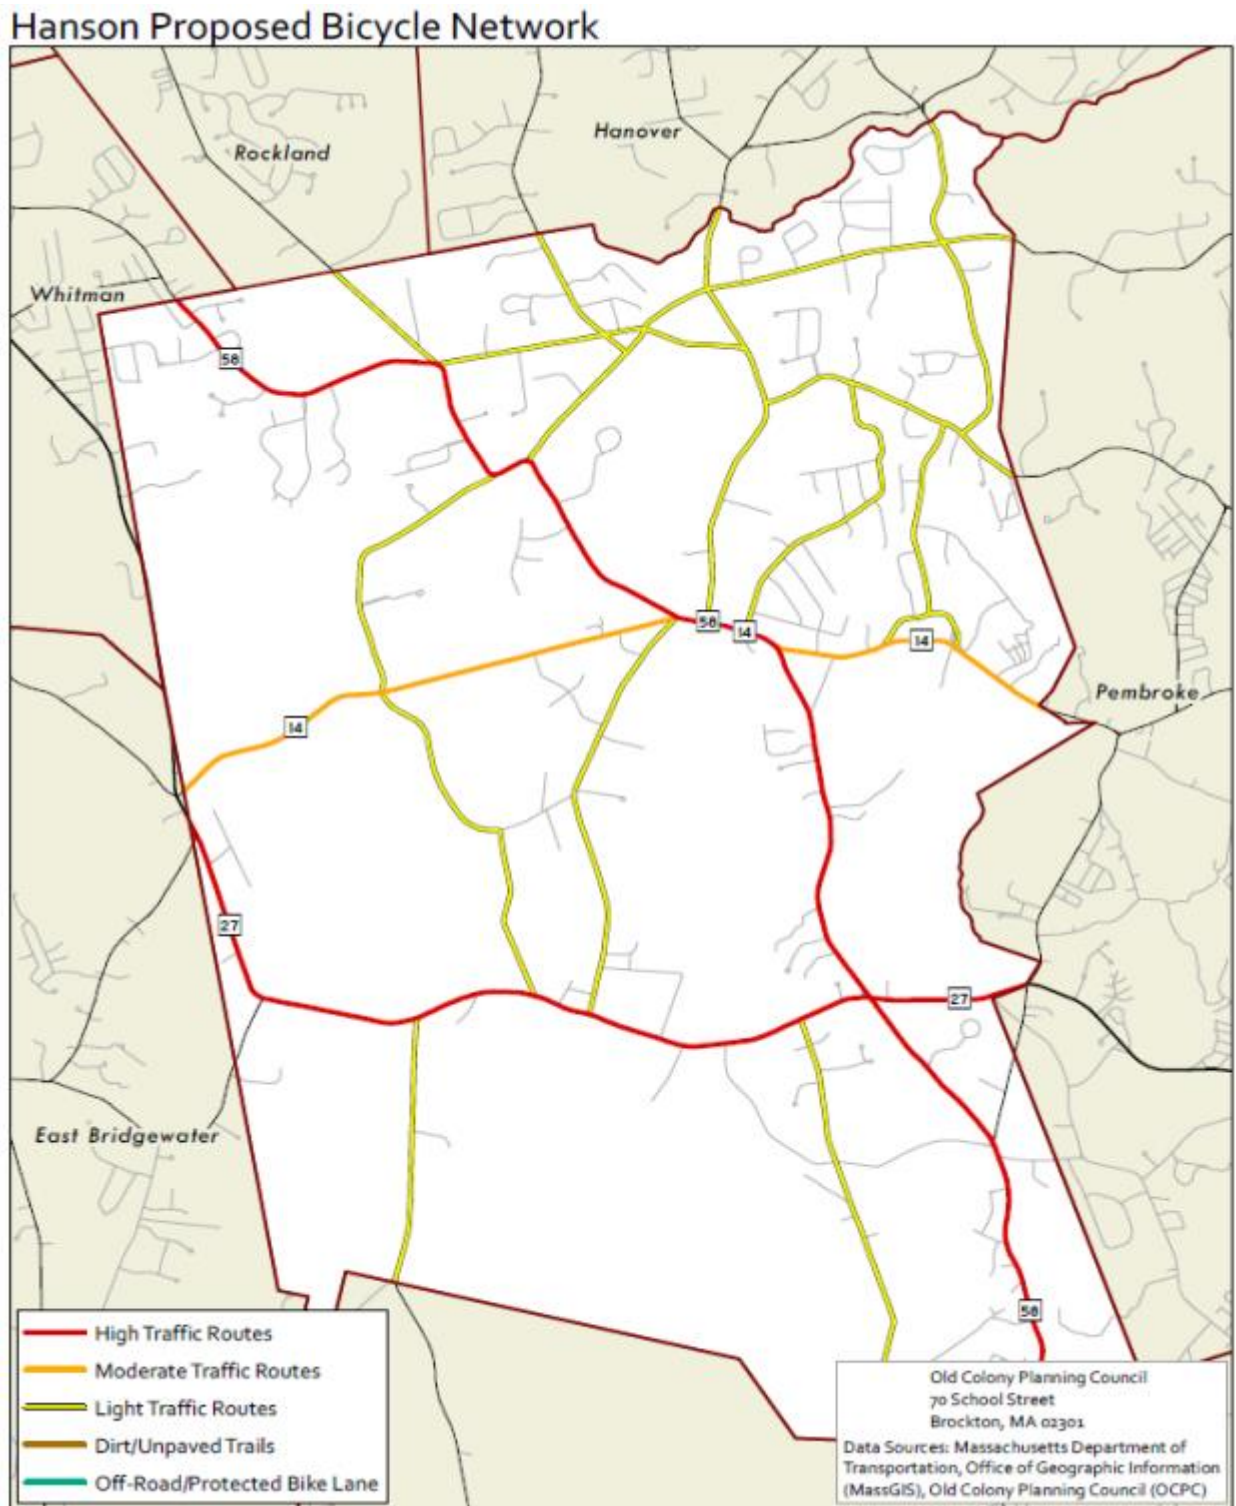 Hanson Proposed Bicycle Network
Hanover
Rockland
Whitman
58
58
14
14
Pembroke
14
27
27
East Bridgewater
58
High Traffic Routes
Moderate Traffic Routes
Light Traffic Routes
Dirt/Unpaved Trails
Off-Road/Protected Bike Lane
Old Colony Planning Council
70 School Street
Brockton, MA 02301
Data Sources: Massachusetts Department of
Transportation, Office of Geographic Information
(MassGIS), Old Colony Planning Council (OCPC)